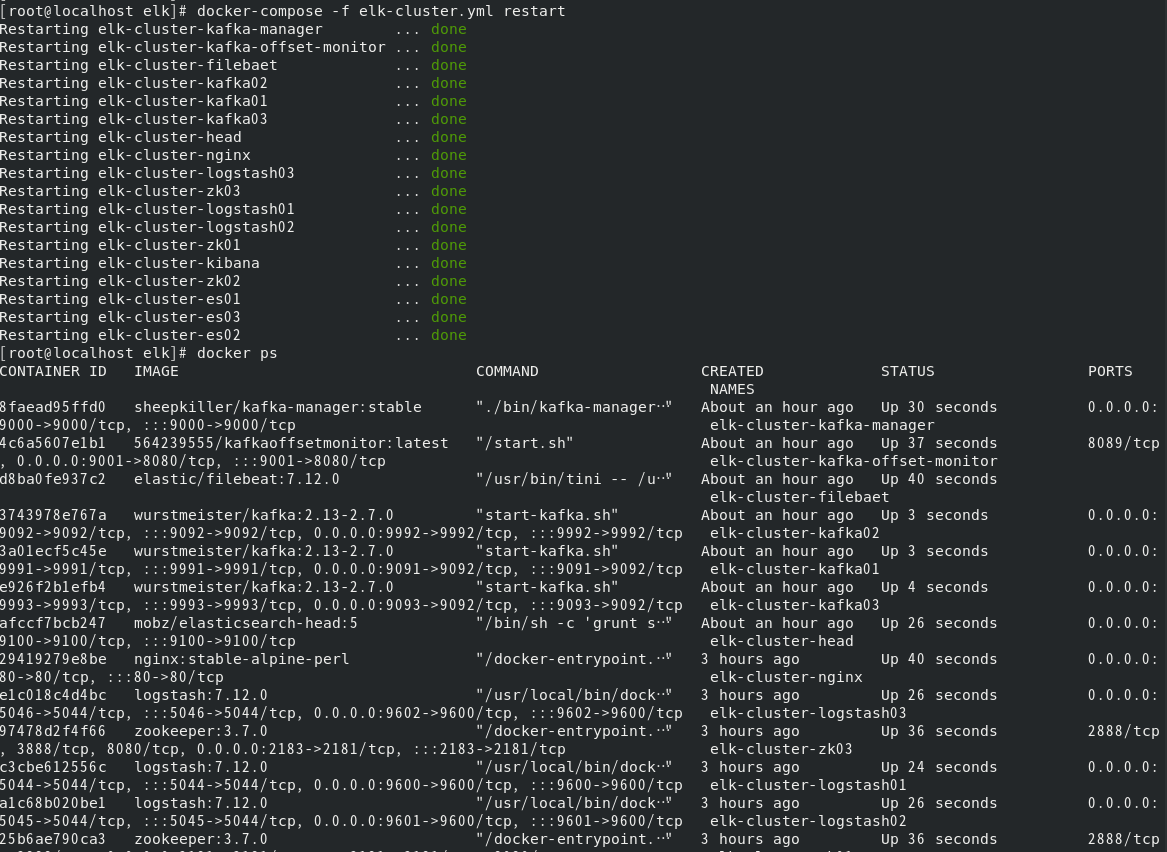 [root@localhost elk]# docker-compose -f elk-cluster.yml restart
Restarting elk-cluster-kafka-manager        ... done
Restarting elk-cluster-kafka-offset-monitor ... done
Restarting elk-cluster-filebaet             ... done
Restarting elk-cluster-kafka02              ... done
Restarting elk-cluster-kafka01              ... done
Restarting elk-cluster-kafka03              ... done
Restarting elk-cluster-head                 ... done
Restarting elk-cluster-nginx                ... done
Restarting elk-cluster-logstash03           ... done
Restarting elk-cluster-zk03                 ... done
Restarting elk-cluster-logstash01           ... done
Restarting elk-cluster-logstash02           ... done
Restarting elk-cluster-zk01                 ... done
Restarting elk-cluster-kibana               ... done
Restarting elk-cluster-zk02                 ... done
Restarting elk-cluster-es01                 ... done
Restarting elk-cluster-es03                 ... done
Restarting elk-cluster-es02                 ... done
[root@localhost elk]# docker ps
CONTAINER ID   IMAGE                                 COMMAND                  CREATED             STATUS                 PORTS
NAMES
8faead95ffd0   sheepkiller/kafka-manager:stable      "./bin/kafka-manager…"   About an hour ago   Up 30 seconds          0.0.0.0:
9000->9000/tcp, :::9000->9000/tcp                                              elk-cluster-kafka-manager
4c6a5607e1b1   564239555/kafkaoffsetmonitor:latest   "/start.sh"              About an hour ago   Up 37 seconds          8089/tcp
, 0.0.0.0:9001->8080/tcp, :::9001->8080/tcp                                    elk-cluster-kafka-offset-monitor
d8ba0fe937c2   elastic/filebeat:7.12.0               "/usr/bin/tini -- /u…"   About an hour ago   Up 40 seconds
elk-cluster-filebaet
3743978e767a   wurstmeister/kafka:2.13-2.7.0         "start-kafka.sh"         About an hour ago   Up 3 seconds           0.0.0.0:
9092->9092/tcp, :::9092->9092/tcp, 0.0.0.0:9992->9992/tcp, :::9992->9992/tcp   elk-cluster-kafka02
3a01ecf5c45e   wurstmeister/kafka:2.13-2.7.0         "start-kafka.sh"         About an hour ago   Up 3 seconds           0.0.0.0:
9991->9991/tcp, :::9991->9991/tcp, 0.0.0.0:9091->9092/tcp, :::9091->9092/tcp   elk-cluster-kafka01
e926f2b1efb4   wurstmeister/kafka:2.13-2.7.0         "start-kafka.sh"         About an hour ago   Up 4 seconds           0.0.0.0:
9993->9993/tcp, :::9993->9993/tcp, 0.0.0.0:9093->9092/tcp, :::9093->9092/tcp   elk-cluster-kafka03
afccf7bcb247   mobz/elasticsearch-head:5             "/bin/sh -c 'grunt s…"   About an hour ago   Up 26 seconds          0.0.0.0:
9100->9100/tcp, :::9100->9100/tcp                                              elk-cluster-head
29419279e8be   nginx:stable-alpine-perl              "/docker-entrypoint.…"   3 hours ago         Up 40 seconds          0.0.0.0:
80->80/tcp, :::80->80/tcp                                                      elk-cluster-nginx
e1c018c4d4bc   logstash:7.12.0                       "/usr/local/bin/dock…"   3 hours ago         Up 26 seconds          0.0.0.0:
5046->5044/tcp, :::5046->5044/tcp, 0.0.0.0:9602->9600/tcp, :::9602->9600/tcp   elk-cluster-logstash03
97478d2f4f66   zookeeper:3.7.0                       "/docker-entrypoint.…"   3 hours ago         Up 36 seconds          2888/tcp
, 3888/tcp, 8080/tcp, 0.0.0.0:2183->2181/tcp, :::2183->2181/tcp                elk-cluster-zk03
c3cbe612556c   logstash:7.12.0                       "/usr/local/bin/dock…"   3 hours ago         Up 24 seconds          0.0.0.0:
5044->5044/tcp, :::5044->5044/tcp, 0.0.0.0:9600->9600/tcp, :::9600->9600/tcp   elk-cluster-logstash01
a1c68b020be1   logstash:7.12.0                       "/usr/local/bin/dock…"   3 hours ago         Up 26 seconds          0.0.0.0:
5045->5044/tcp, :::5045->5044/tcp, 0.0.0.0:9601->9600/tcp, :::9601->9600/tcp   elk-cluster-logstash02
25b6ae790ca3   zookeeper:3.7.0                       "/docker-entrypoint.…"   3 hours ago         Up 36 seconds          2888/tcp